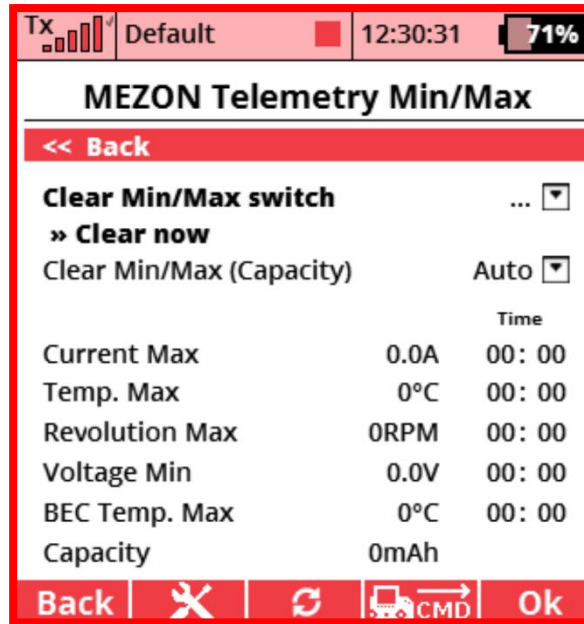 Tx Default 12:30:31 71%
MEZON Telemetry Min/Max
<< Back
Clear Min/Max switch ...
» Clear now
Clear Min/Max (Capacity) Auto
Time
Current Max 0.0A 00: 00
Temp. Max 0°C 00: 00
Revolution Max 0RPM 00: 00
Voltage Min 0.0V 00: 00
BEC Temp. Max 0°C 00: 00
Capacity 0mAh
Back CMD Ok